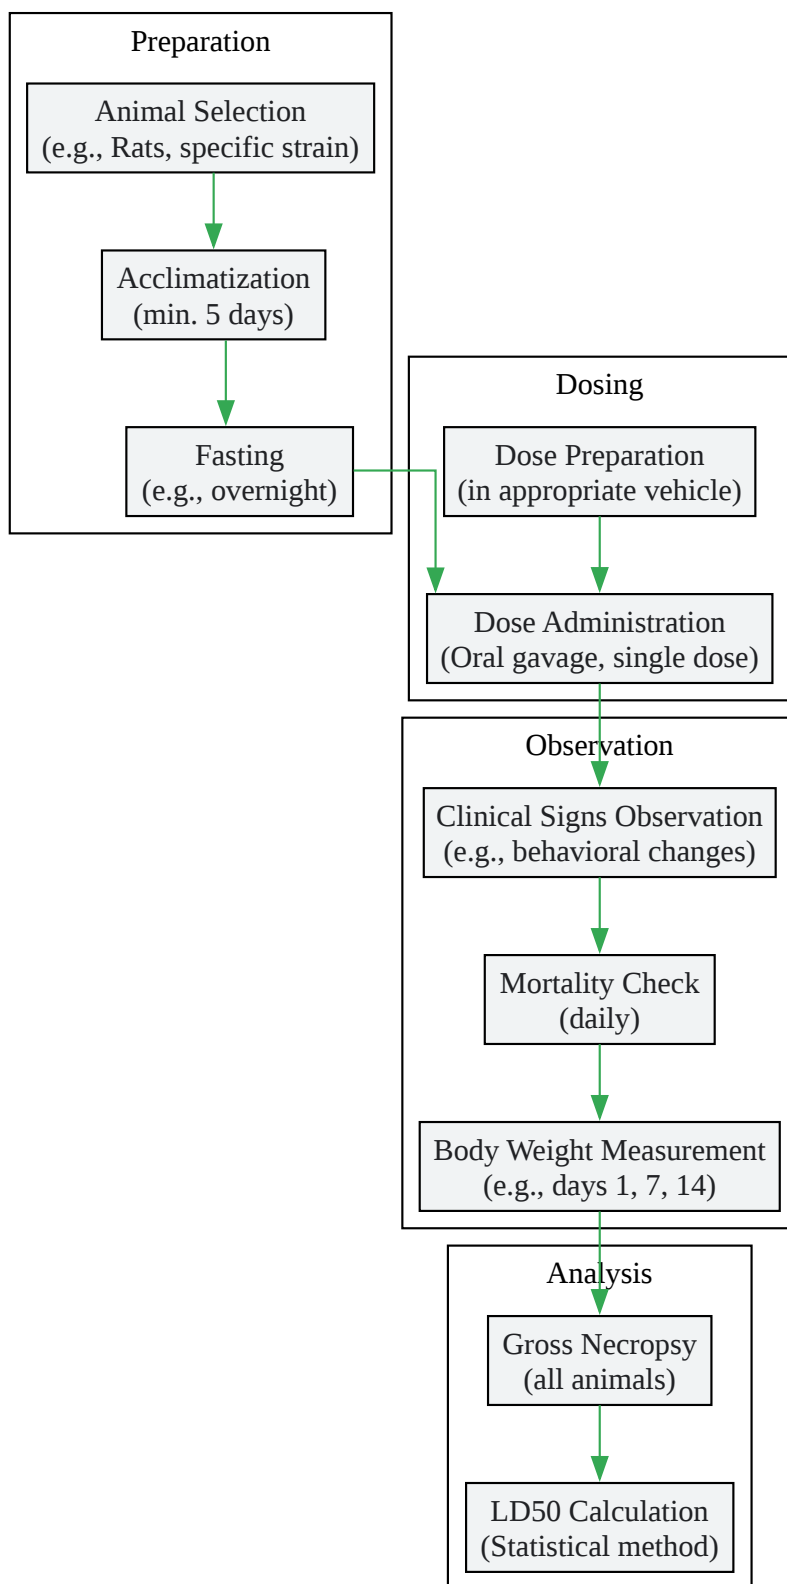 Preparation
Animal Selection
(e.g., Rats, specific strain)
Acclimatization
(min. 5 days)
Fasting
(e.g., overnight)
Dosing
Dose Preparation
(in appropriate vehicle)
Dose Administration
(Oral gavage, single dose)
Observation
Clinical Signs Observation
(e.g., behavioral changes)
Mortality Check
(daily)
Body Weight Measurement
(e.g., days 1, 7, 14)
Analysis
Gross Necropsy
(all animals)
LD50 Calculation
(Statistical method)